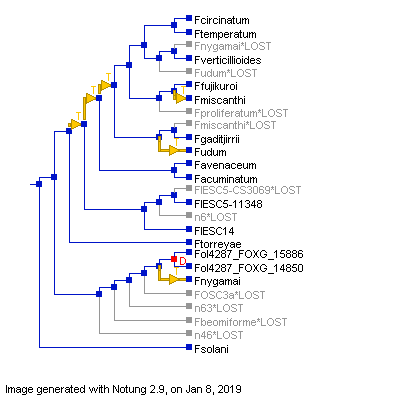 Fcircinatum
Ftemperatum
Fnygamai*LOST
Fverticillioides
Fudum*LOST
T
Ffujikuroi
T
T
Fmiscanthi
T
Fproliferatum*LOST
Fmiscanthi*LOST
Fgaditjirrii
T
Fudum
Favenaceum
Facuminatum
FIESC5-CS3069*LOST
FIESC5-11348
n6*LOST
FIESC14
Ftorreyae
Fol4287_FOXG_15886
D
Fol4287_FOXG_14850
T
Fnygamai
FOSC3a*LOST
n63*LOST
Fbeomiforme*LOST
n46*LOST
Fsolani
Image generated with Notung 2.9, on Jan 8, 2019